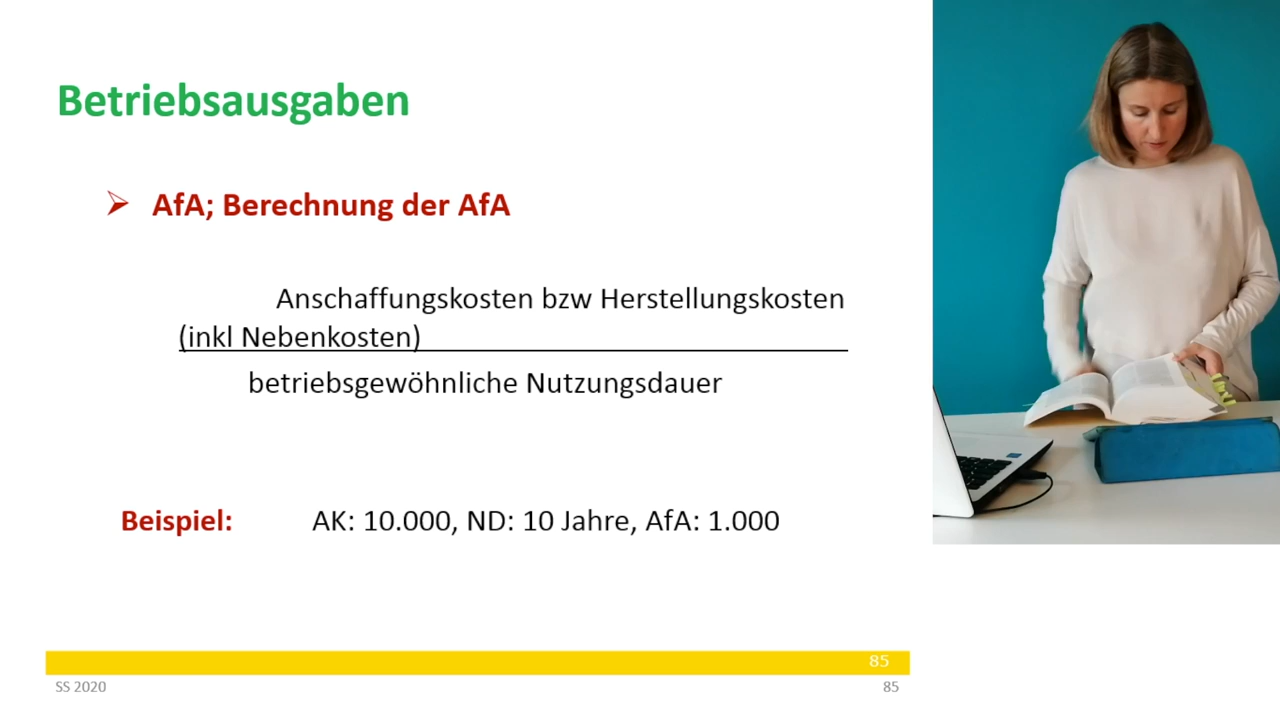 Betriebsausgaben
AfA; Berechnung der AfA
Anschaffungskosten bzw Herstellungskosten
(inkl Nebenkosten)
betriebsgewöhnliche Nutzungsdauer
Beispiel: AK: 10.000, ND: 10 Jahre, AfA: 1.000
85
SS 2020 85